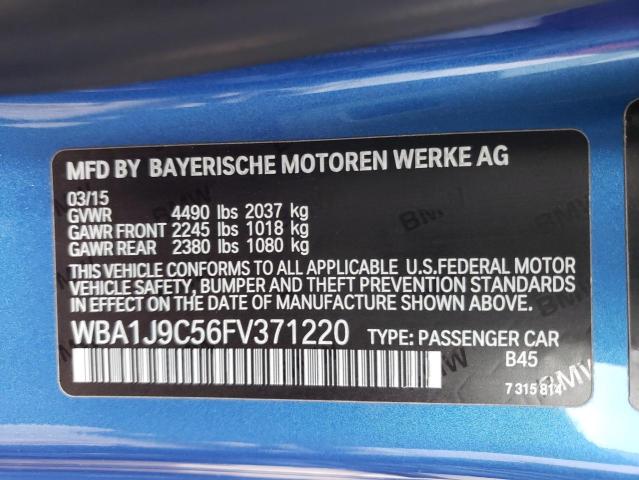 MFD BY BAYERISCHE MOTOREN WERKE AG
03/15
GVWR 4490 lbs 2037 kg
GAWR FRONT 2245 lbs 1018 kg
GAWR REAR 2380 lbs 1080 kg
THIS VEHICLE CONFORMS TO ALL APPLICABLE U.S.FEDERAL MOTOR
VEHICLE SAFETY, BUMPER AND THEFT PREVENTION STANDARDS
IN EFFECT ON THE DATE OF MANUFACTURE SHOWN ABOVE.
WBA1J9C56FV371220 TYPE: PASSENGER CAR
B45
7 315 814
BMW
BMW